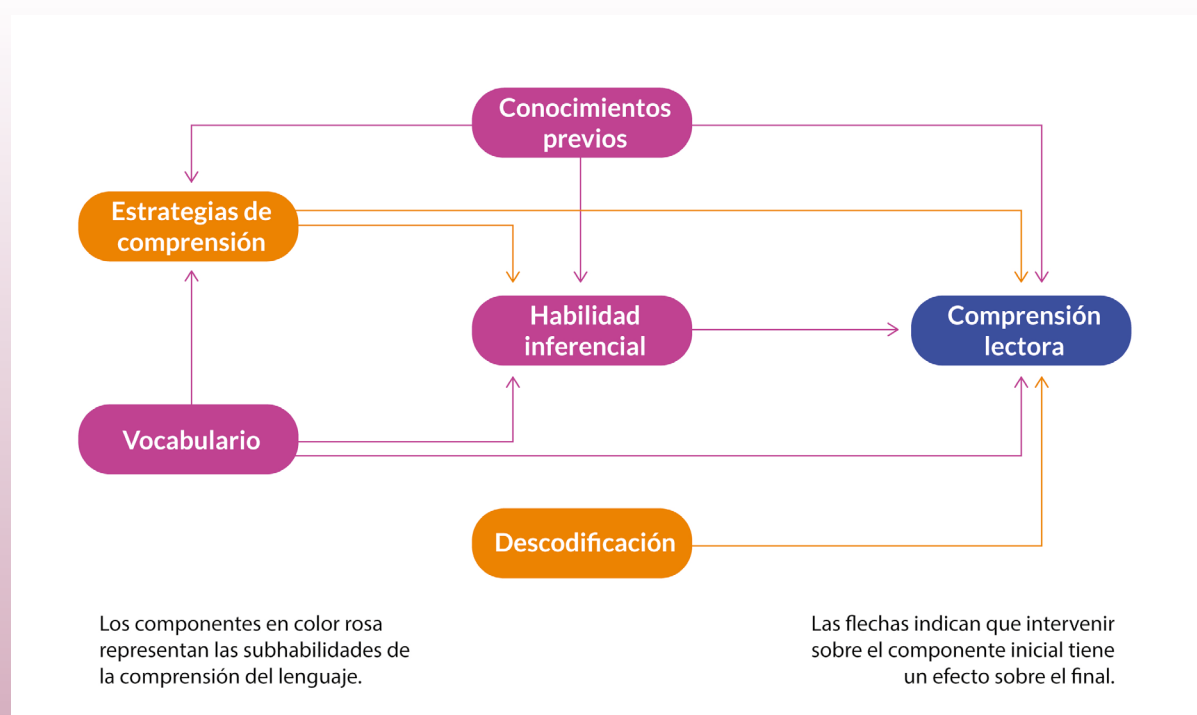 Conocimientos
previos
Estrategias de
comprensión
Habilidad
inferencial
Comprensión
lectora
Vocabulario
Descodificación
Los componentes en color rosa
representan las subhabilidades de
la comprensión del lenguaje.
Las flechas indican que intervenir
sobre el componente inicial tiene
un efecto sobre el final.